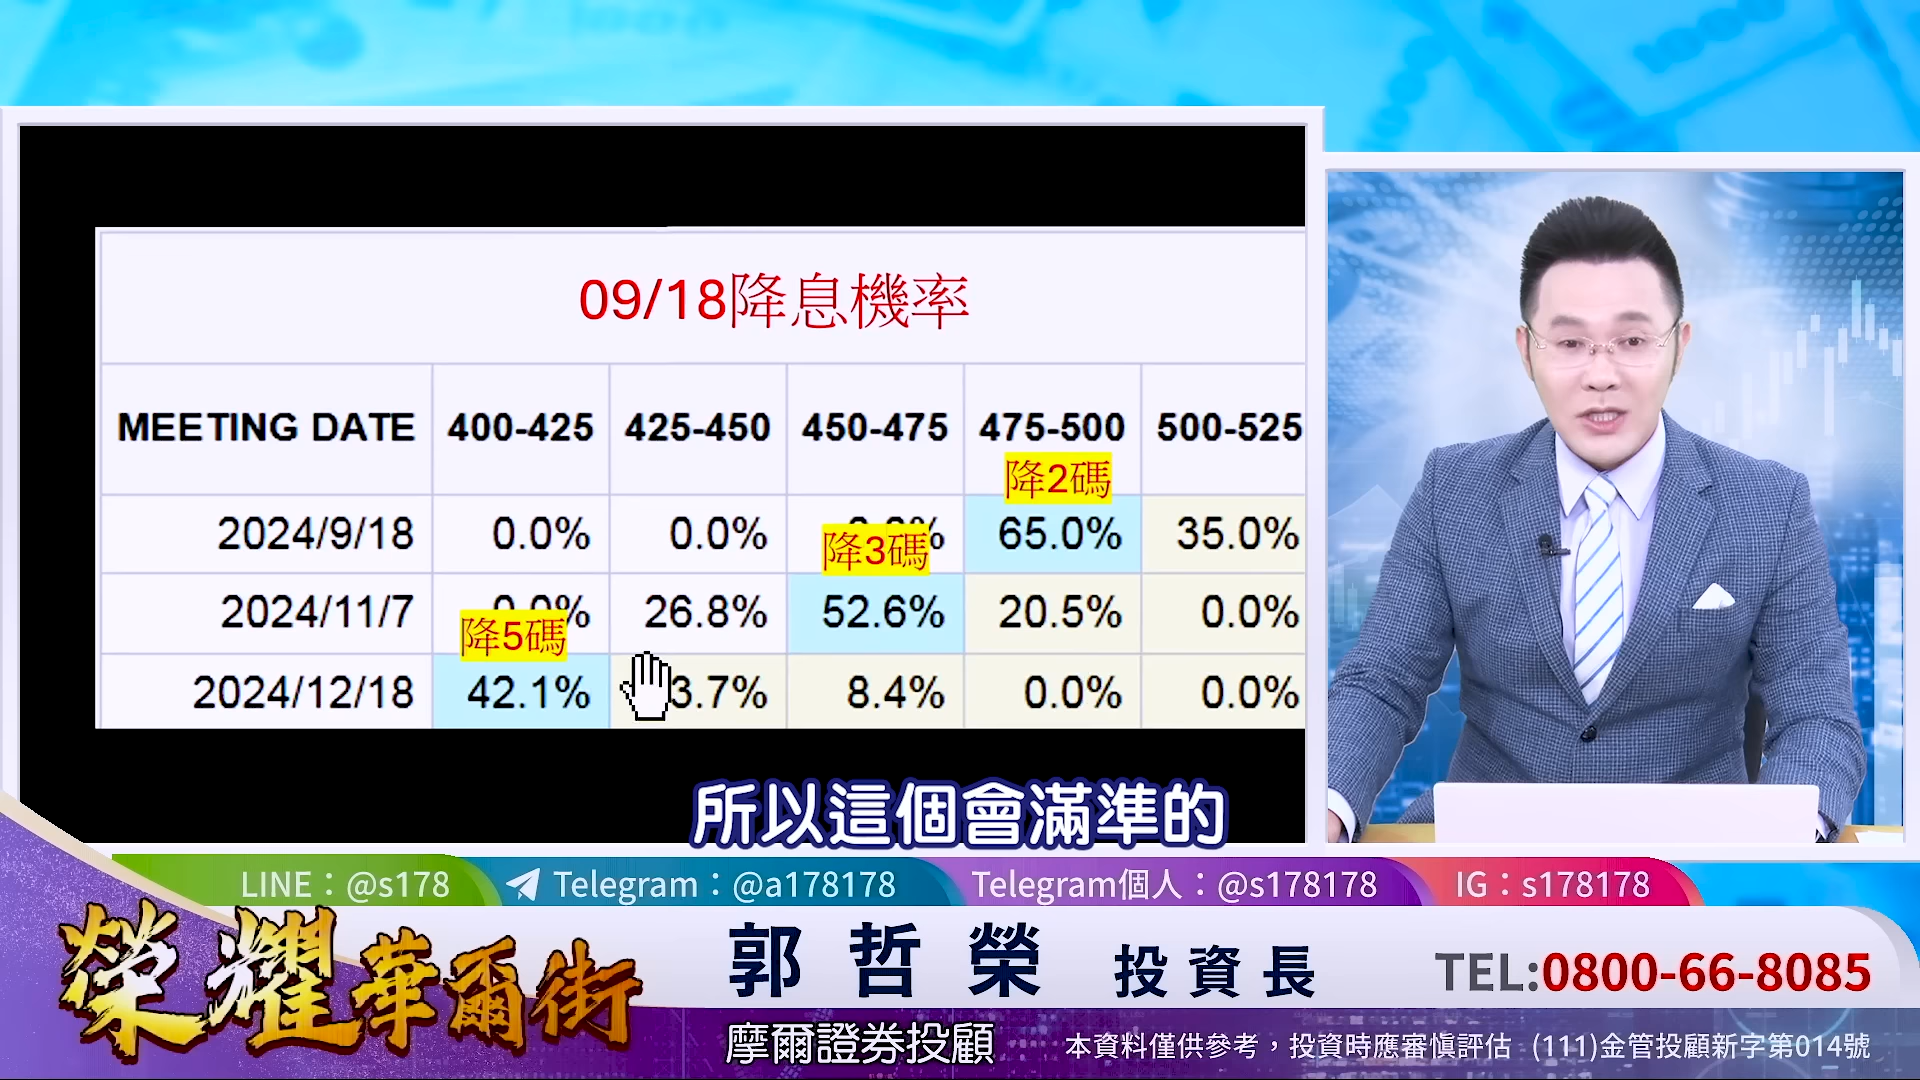 09/18降息機率
MEETING DATE 400-425 425-450 450-475 475-500 500-525
降2碼
2024/9/18 0.0% 0.0% 65.0% 35.0%
降3碼
2024/11/7 26.8% 52.6% 20.5% 0.0%
降5碼
2024/12/18 42.1% 3.7% 8.4% 0.0% 0.0%
所以這個會滿準的
LINE：@s178 Telegram：@a178178 Telegram個人：@s178178 IG：s178178
榮耀華爾街
郭哲榮 投資長 TEL:0800-66-8085
摩爾證券投顧 本資料僅供參考，投資時應審慎評估 (111)金管投顧新字第014號